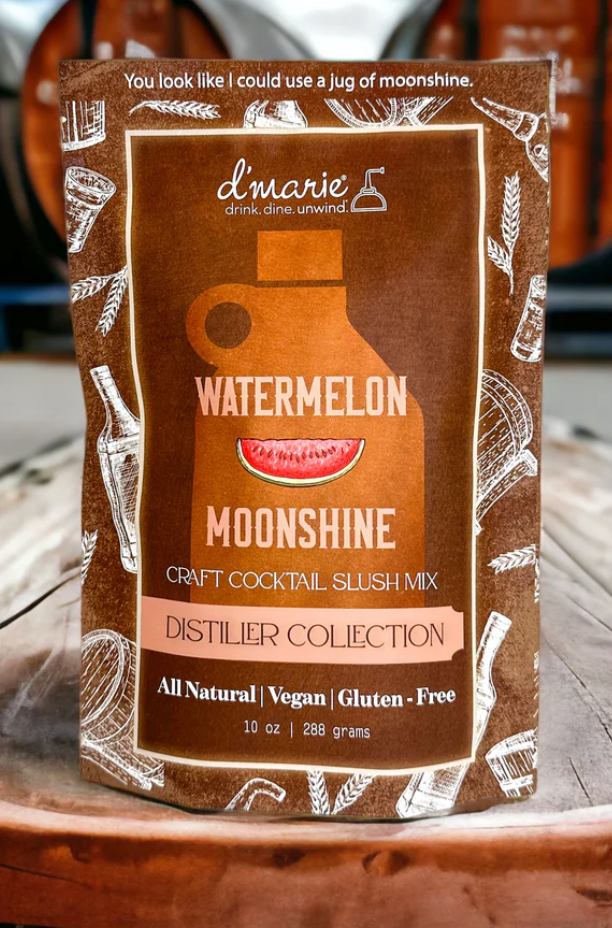 You look like I could use a jug of moonshine.
d'marie®
drink. dine. unwind.®
WATERMELON
MOONSHINE
CRAFT COCKTAIL SLUSH MIX
DISTILLER COLLECTION
All Natural | Vegan | Gluten-Free
10 oz | 288 grams